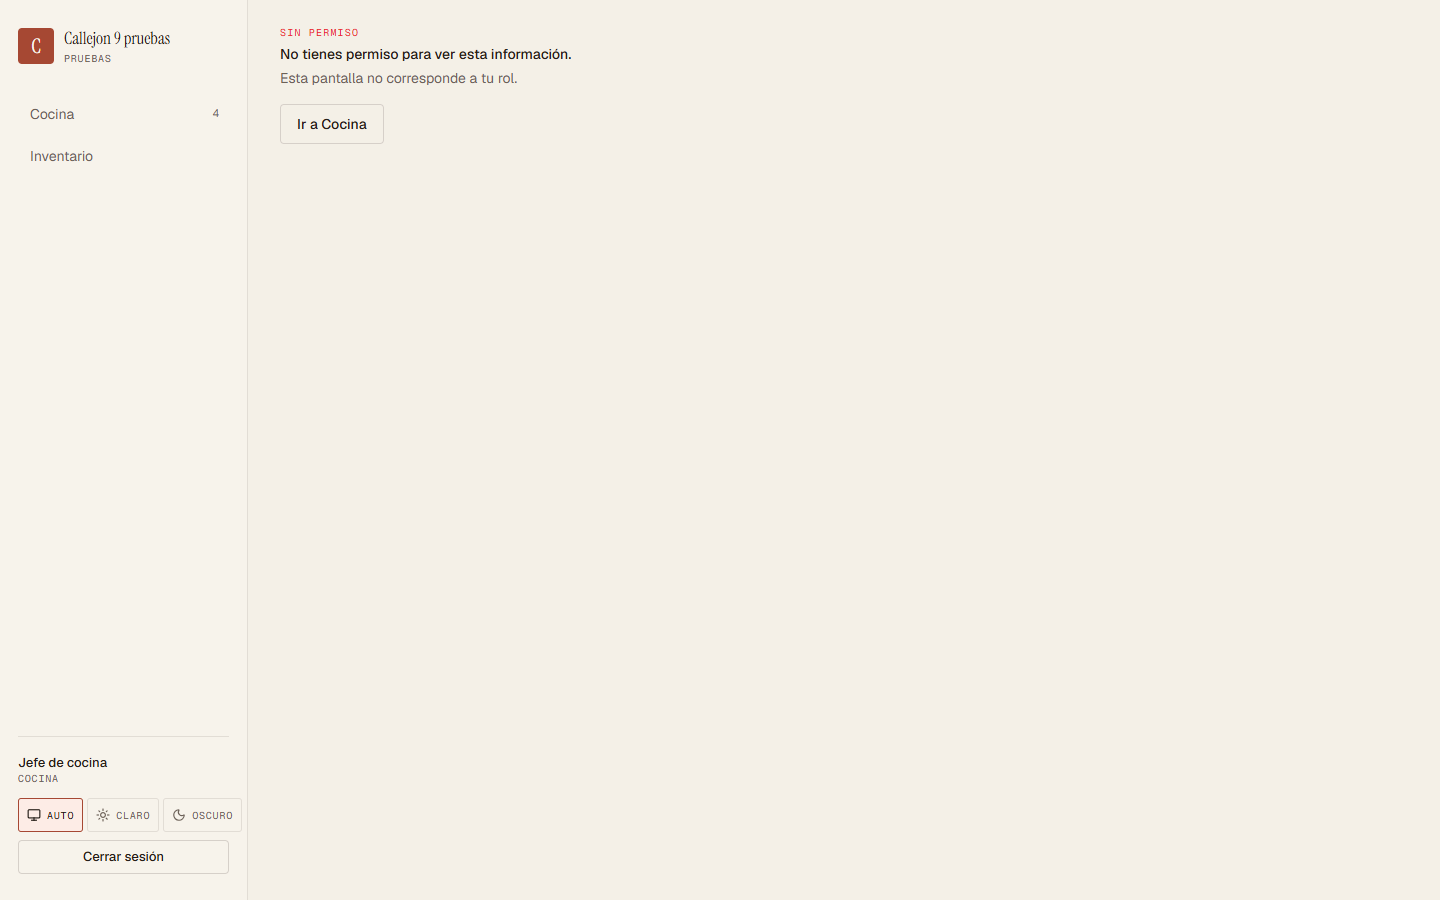 C
Callejon 9 pruebas
PRUEBAS
Cocina 4
Inventario
SIN PERMISO
No tienes permiso para ver esta información.
Esta pantalla no corresponde a tu rol.
Ir a Cocina
Jefe de cocina
COCINA
AUTO CLARO OSCURO
Cerrar sesión